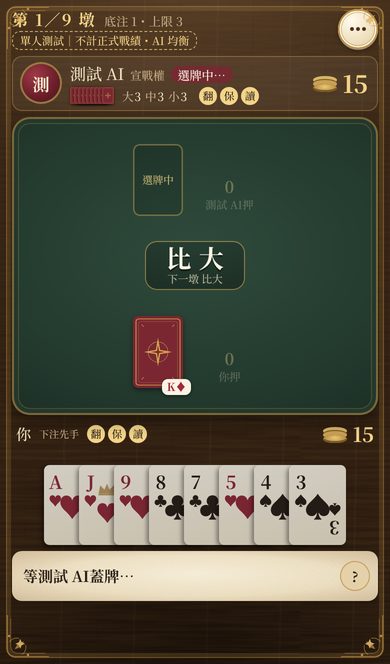 第 1／9 墩 底注 1・上限 3
單人測試｜不計正式戰績・AI 均衡
測 測試 AI 宣戰權 選牌中… 15
大3 中3 小3 翻 保 讀
選牌中
0
測試 AI押
比 大
下一墩 比大
K♦
0
你押
你 下注先手 翻 保 讀 15
A J 9 8 7 5 4 3
3
等測試 AI蓋牌… ?